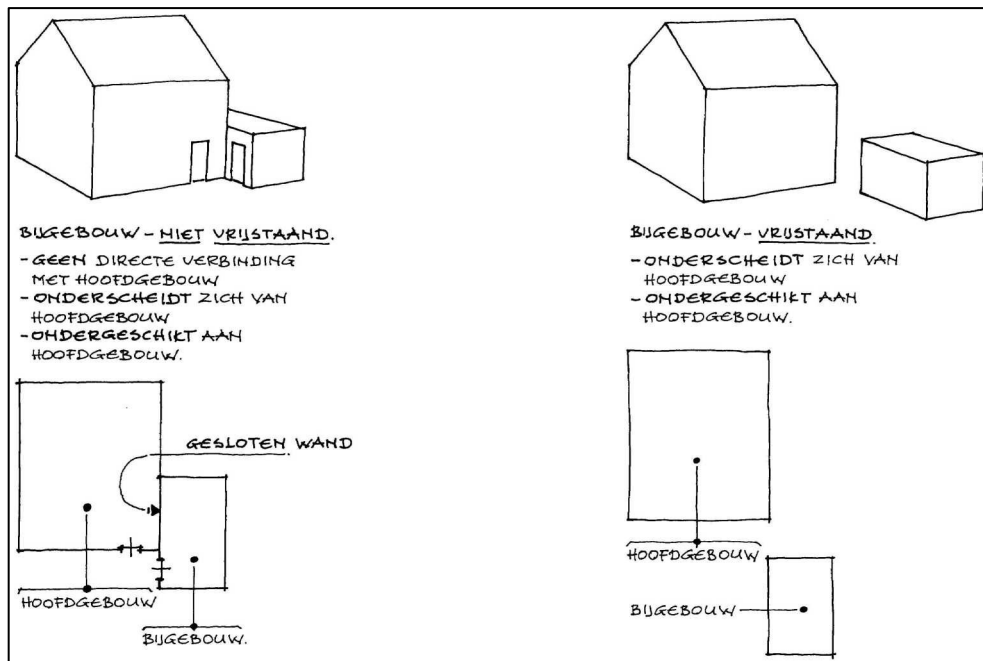 BIJGEBOUW - NIET VRIJSTAAND.
- GEEN DIRECTE VERBINDING
MET HOOFDGEBOUW
- ONDERSCHEIDT ZICH VAN
HOOFDGEBOUW
- ONDERGESCHIKT AAN
HOOFDGEBOUW.
GESLOTEN WAND
HOOFDGEBOUW
BIJGEBOUW.
BIJGEBOUW - VRIJSTAAND.
- ONDERSCHEIDT ZICH VAN
HOOFDGEBOUW
- ONDERGESCHIKT AAN
HOOFDGEBOUW.
HOOFDGEBOUW
BIJGEBOUW